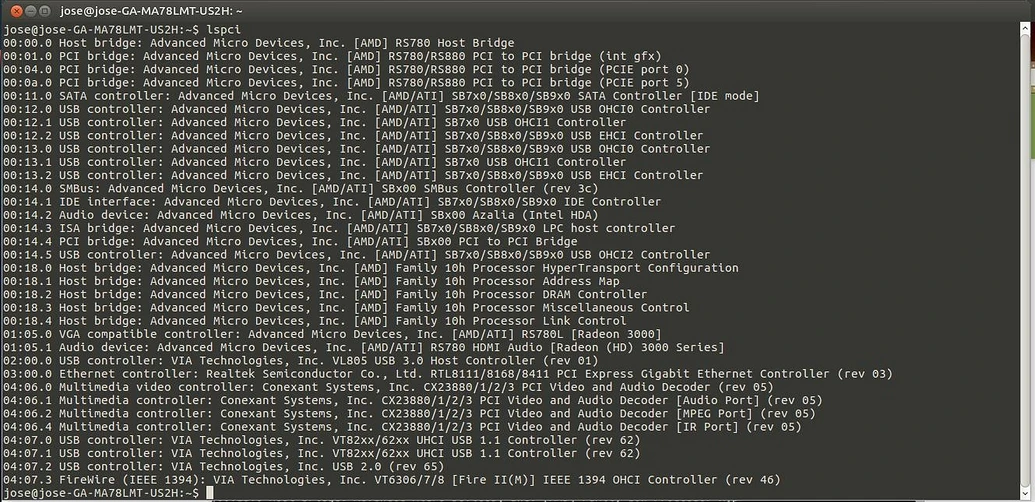 jose@jose-GA-MA78LMT-US2H: ~
jose@jose-GA-MA78LMT-US2H:~$ lspci
00:00.0 Host bridge: Advanced Micro Devices, Inc. [AMD] RS780 Host Bridge
00:01.0 PCI bridge: Advanced Micro Devices, Inc. [AMD] RS780/RS880 PCI to PCI bridge (int gfx)
00:04.0 PCI bridge: Advanced Micro Devices, Inc. [AMD] RS780/RS880 PCI to PCI bridge (PCIE port 0)
00:0a.0 PCI bridge: Advanced Micro Devices, Inc. [AMD] RS780/RS880 PCI to PCI bridge (PCIE port 5)
00:11.0 SATA controller: Advanced Micro Devices, Inc. [AMD/ATI] SB7x0/SB8x0/SB9x0 SATA Controller [IDE mode]
00:12.0 USB controller: Advanced Micro Devices, Inc. [AMD/ATI] SB7x0/SB8x0/SB9x0 USB OHCI0 Controller
00:12.1 USB controller: Advanced Micro Devices, Inc. [AMD/ATI] SB7x0 USB OHCI1 Controller
00:12.2 USB controller: Advanced Micro Devices, Inc. [AMD/ATI] SB7x0/SB8x0/SB9x0 USB EHCI Controller
00:13.0 USB controller: Advanced Micro Devices, Inc. [AMD/ATI] SB7x0/SB8x0/SB9x0 USB OHCI0 Controller
00:13.1 USB controller: Advanced Micro Devices, Inc. [AMD/ATI] SB7x0 USB OHCI1 Controller
00:13.2 USB controller: Advanced Micro Devices, Inc. [AMD/ATI] SB7x0/SB8x0/SB9x0 USB EHCI Controller
00:14.0 SMBus: Advanced Micro Devices, Inc. [AMD/ATI] SBx00 SMBus Controller (rev 3c)
00:14.1 IDE interface: Advanced Micro Devices, Inc. [AMD/ATI] SB7x0/SB8x0/SB9x0 IDE Controller
00:14.2 Audio device: Advanced Micro Devices, Inc. [AMD/ATI] SBx00 Azalia (Intel HDA)
00:14.3 ISA bridge: Advanced Micro Devices, Inc. [AMD/ATI] SB7x0/SB8x0/SB9x0 LPC host controller
00:14.4 PCI bridge: Advanced Micro Devices, Inc. [AMD/ATI] SBx00 PCI to PCI Bridge
00:14.5 USB controller: Advanced Micro Devices, Inc. [AMD/ATI] SB7x0/SB8x0/SB9x0 USB OHCI2 Controller
00:18.0 Host bridge: Advanced Micro Devices, Inc. [AMD] Family 10h Processor HyperTransport Configuration
00:18.1 Host bridge: Advanced Micro Devices, Inc. [AMD] Family 10h Processor Address Map
00:18.2 Host bridge: Advanced Micro Devices, Inc. [AMD] Family 10h Processor DRAM Controller
00:18.3 Host bridge: Advanced Micro Devices, Inc. [AMD] Family 10h Processor Miscellaneous Control
00:18.4 Host bridge: Advanced Micro Devices, Inc. [AMD] Family 10h Processor Link Control
01:05.0 VGA compatible controller: Advanced Micro Devices, Inc. [AMD/ATI] RS780L [Radeon 3000]
01:05.1 Audio device: Advanced Micro Devices, Inc. [AMD/ATI] RS780 HDMI Audio [Radeon (HD) 3000 Series]
02:00.0 USB controller: VIA Technologies, Inc. VL805 USB 3.0 Host Controller (rev 01)
03:00.0 Ethernet controller: Realtek Semiconductor Co., Ltd. RTL8111/8168/8411 PCI Express Gigabit Ethernet Controller (rev 03)
04:06.0 Multimedia video controller: Conexant Systems, Inc. CX23880/1/2/3 PCI Video and Audio Decoder (rev 05)
04:06.1 Multimedia controller: Conexant Systems, Inc. CX23880/1/2/3 PCI Video and Audio Decoder [Audio Port] (rev 05)
04:06.2 Multimedia controller: Conexant Systems, Inc. CX23880/1/2/3 PCI Video and Audio Decoder [MPEG Port] (rev 05)
04:06.4 Multimedia controller: Conexant Systems, Inc. CX23880/1/2/3 PCI Video and Audio Decoder [IR Port] (rev 05)
04:07.0 USB controller: VIA Technologies, Inc. VT82xx/62xx UHCI USB 1.1 Controller (rev 62)
04:07.1 USB controller: VIA Technologies, Inc. VT82xx/62xx UHCI USB 1.1 Controller (rev 62)
04:07.2 USB controller: VIA Technologies, Inc. USB 2.0 (rev 65)
04:07.3 FireWire (IEEE 1394): VIA Technologies, Inc. VT6306/7/8 [Fire II(M)] IEEE 1394 OHCI Controller (rev 46)
jose@jose-GA-MA78LMT-US2H:~$